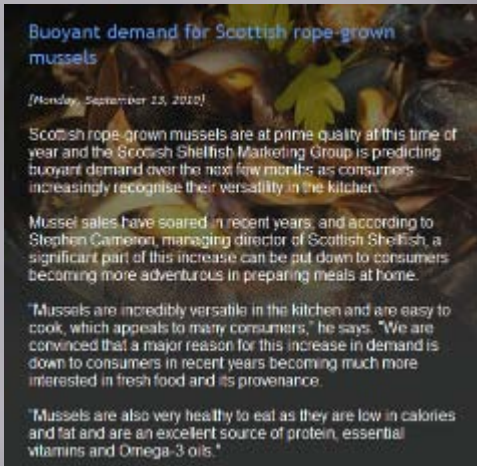 Buoyant demand for Scottish rope-grown
mussels
[Monday, September 13, 2010]
Scottish rope-grown mussels are at prime quality at this time of
year and the Scottish Shellfish Marketing Group is predicting
buoyant demand over the next few months as consumers
increasingly recognise their versatility in the kitchen.
Mussel sales have soared in recent years, and according to
Stephen Cameron, managing director of Scottish Shellfish, a
significant part of this increase can be put down to consumers
becoming more adventurous in preparing meals at home.
"Mussels are incredibly versatile in the kitchen and are easy to
cook, which appeals to many consumers," he says. "We are
convinced that a major reason for this increase in demand is
down to consumers in recent years becoming much more
interested in fresh food and its provenance.
"Mussels are also very healthy to eat as they are low in calories
and fat and are an excellent source of protein, essential
vitamins and Omega-3 oils."